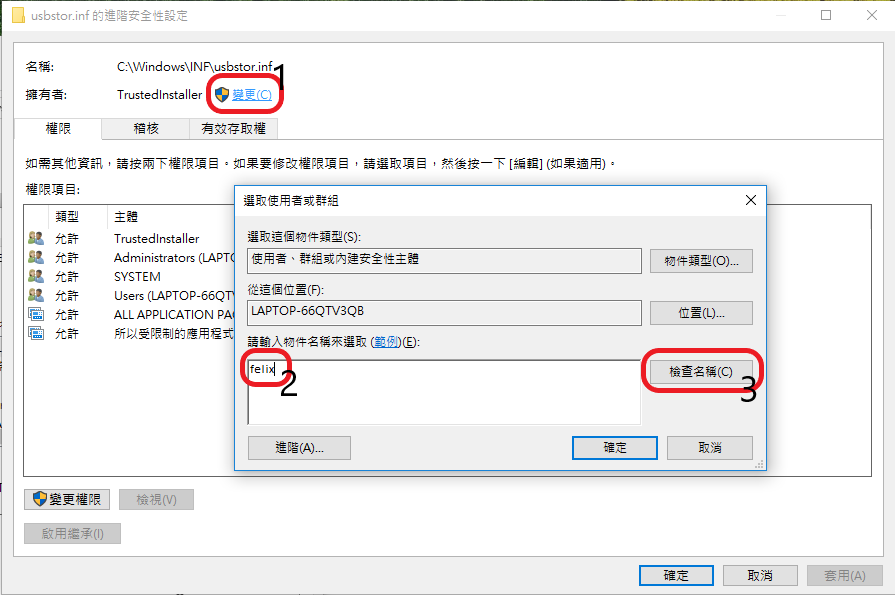 usbstor.inf 的進階安全性設定
名稱: C:\Windows\INF\usbstor.inf
1
擁有者: TrustedInstaller 變更(C)
權限 稽核 有效存取權
如需其他資訊，請按兩下權限項目。如果要修改權限項目，請選取項目，然後按一下 [編輯] (如果適用)。
權限項目:
類型 主體
允許 TrustedInstaller
允許 Administrators (LAPT
允許 SYSTEM
允許 Users (LAPTOP-66QTV
允許 ALL APPLICATION PA
允許 所以受限制的應用程式
選取使用者或群組
選取這個物件類型(S):
使用者、群組或內建安全性主體 物件類型(O)...
從這個位置(F):
LAPTOP-66QTV3QB 位置(L)...
請輸入物件名稱來選取 (範例)(E):
felix 檢查名稱(C)
2 3
進階(A)... 確定 取消
變更權限 檢視(V)
啟用繼承(I)
確定 取消 套用(A)